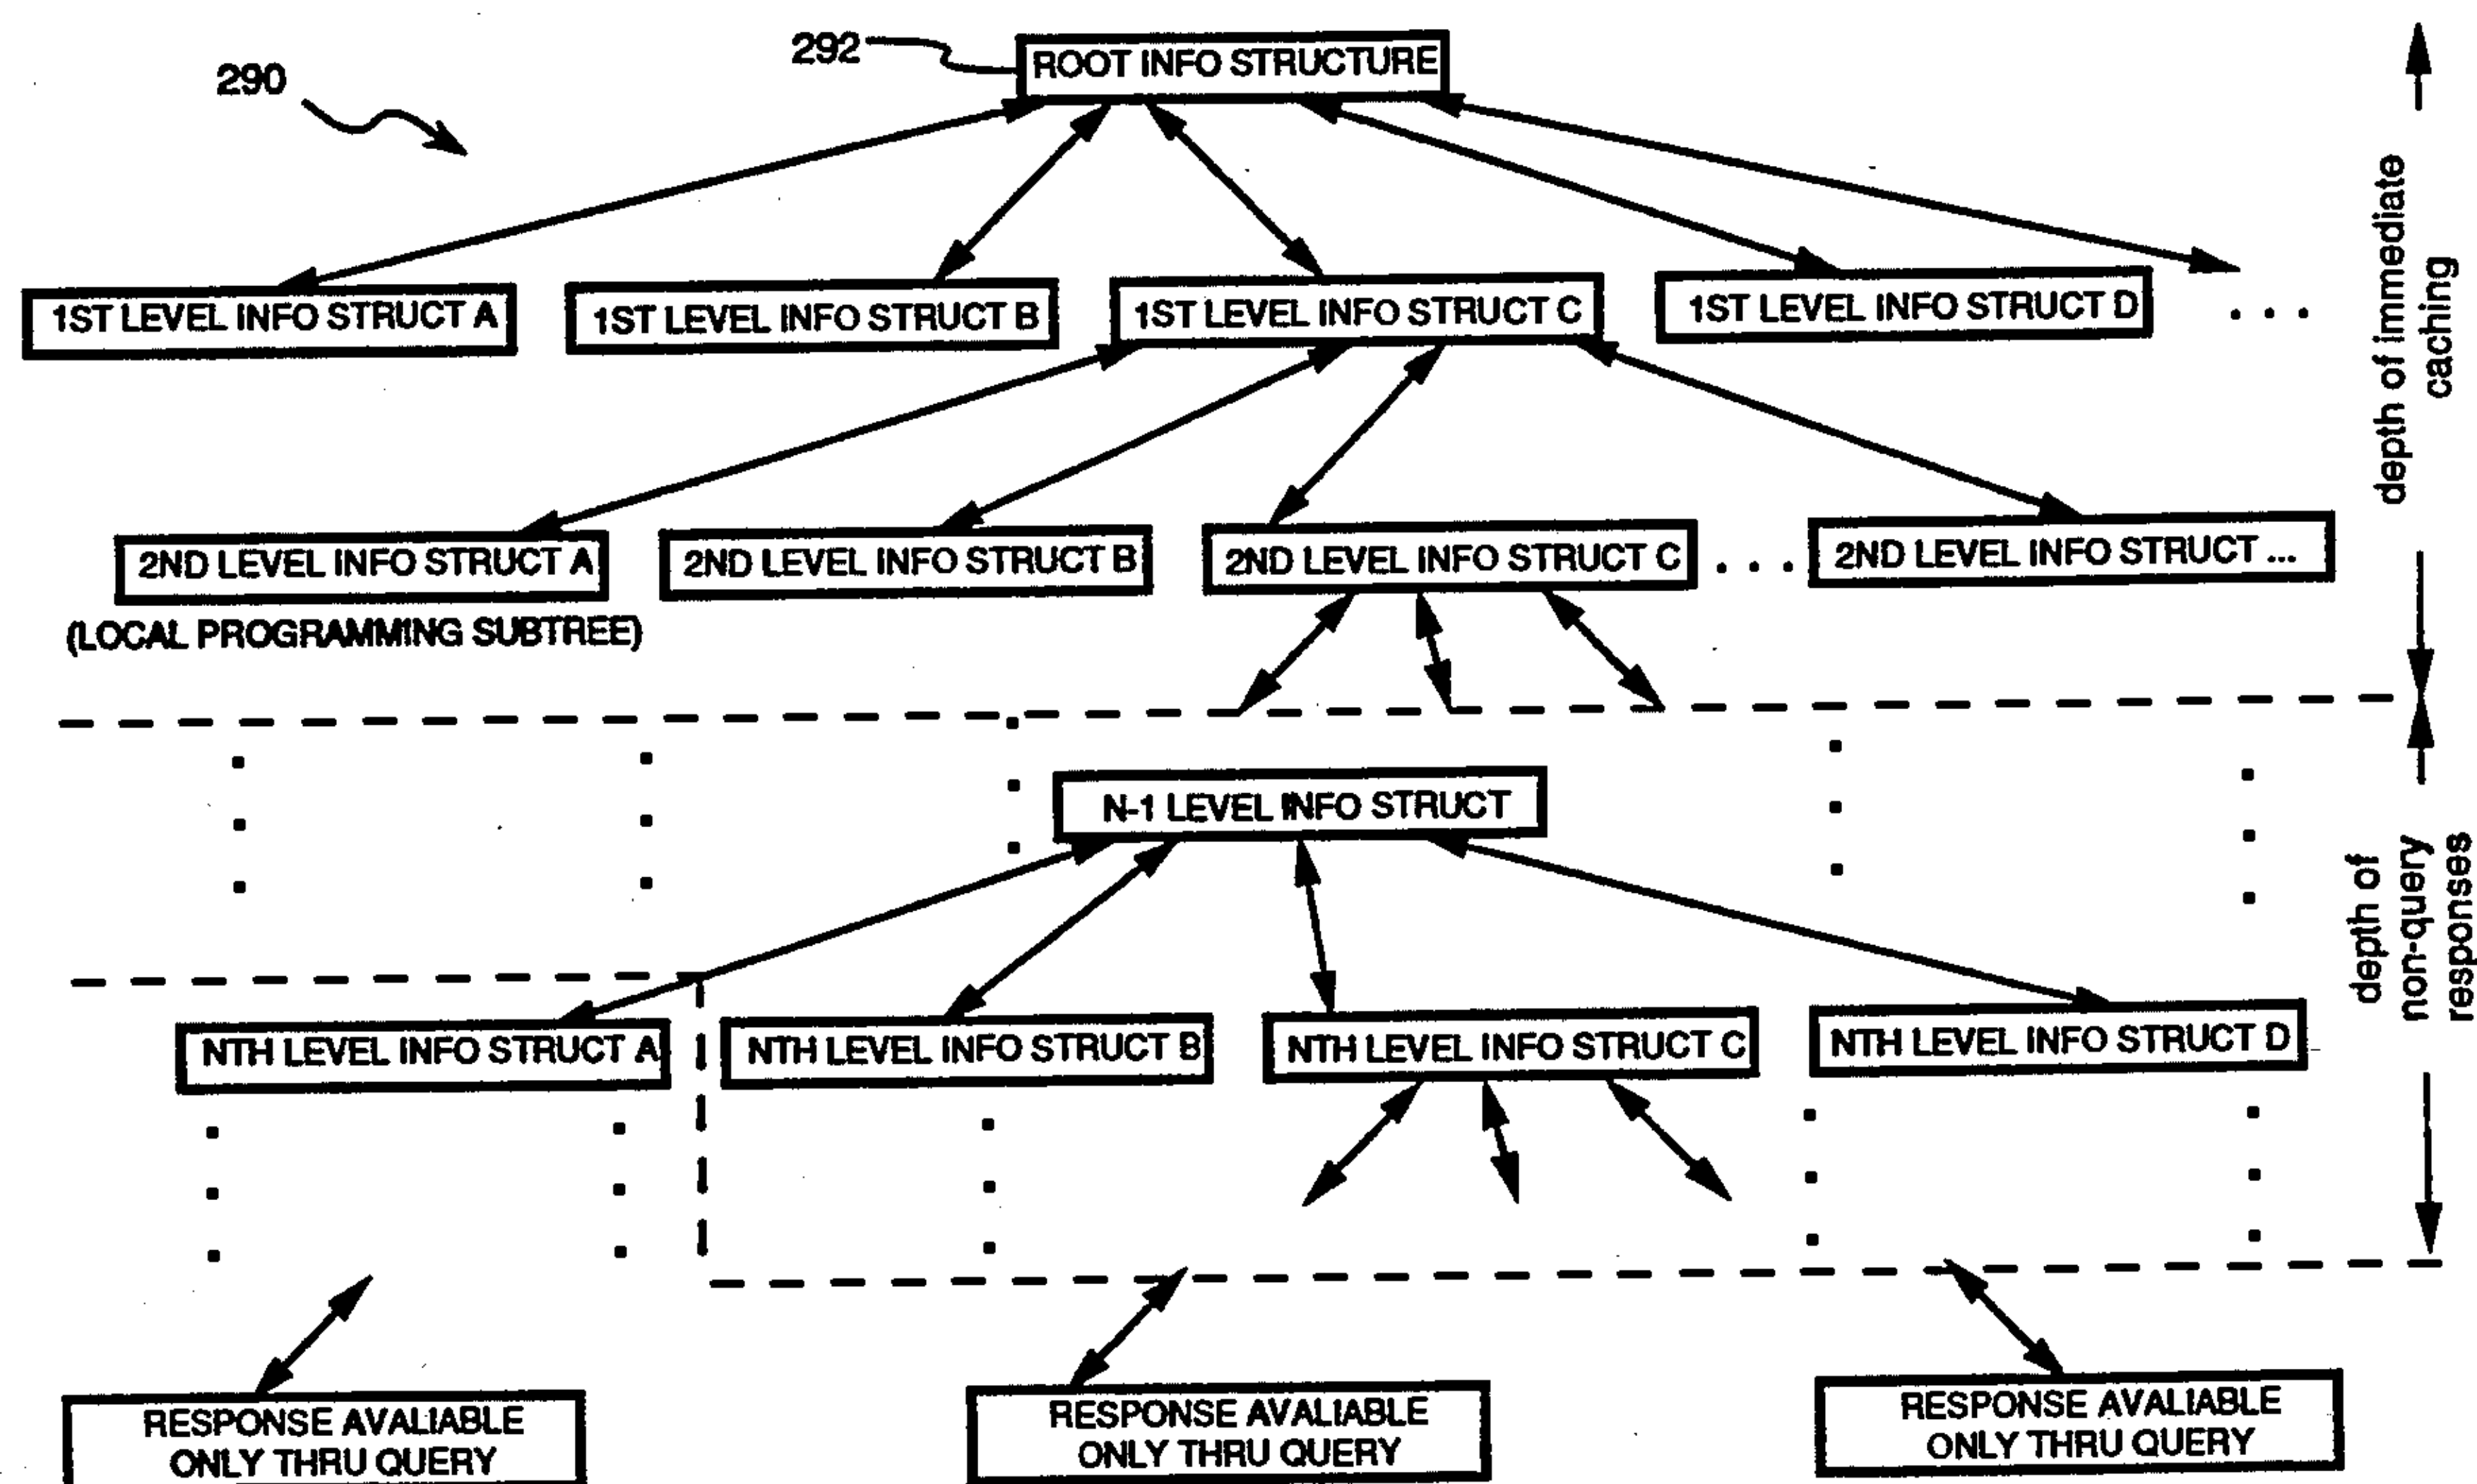 292
ROOT INFO STRUCTURE
290
1ST LEVEL INFO STRUCT A
1ST LEVEL INFO STRUCT B
1ST LEVEL INFO STRUCT C
1ST LEVEL INFO STRUCT D
. . .
depth of immediate
caching
2ND LEVEL INFO STRUCT A
2ND LEVEL INFO STRUCT B
2ND LEVEL INFO STRUCT C
. . .
2ND LEVEL INFO STRUCT ...
(LOCAL PROGRAMMING SUBTREE)
N-1 LEVEL INFO STRUCT
depth of
non-query
responses
NTH LEVEL INFO STRUCT A
NTH LEVEL INFO STRUCT B
NTH LEVEL INFO STRUCT C
NTH LEVEL INFO STRUCT D
RESPONSE AVALIABLE
ONLY THRU QUERY
RESPONSE AVALIABLE
ONLY THRU QUERY
RESPONSE AVALIABLE
ONLY THRU QUERY